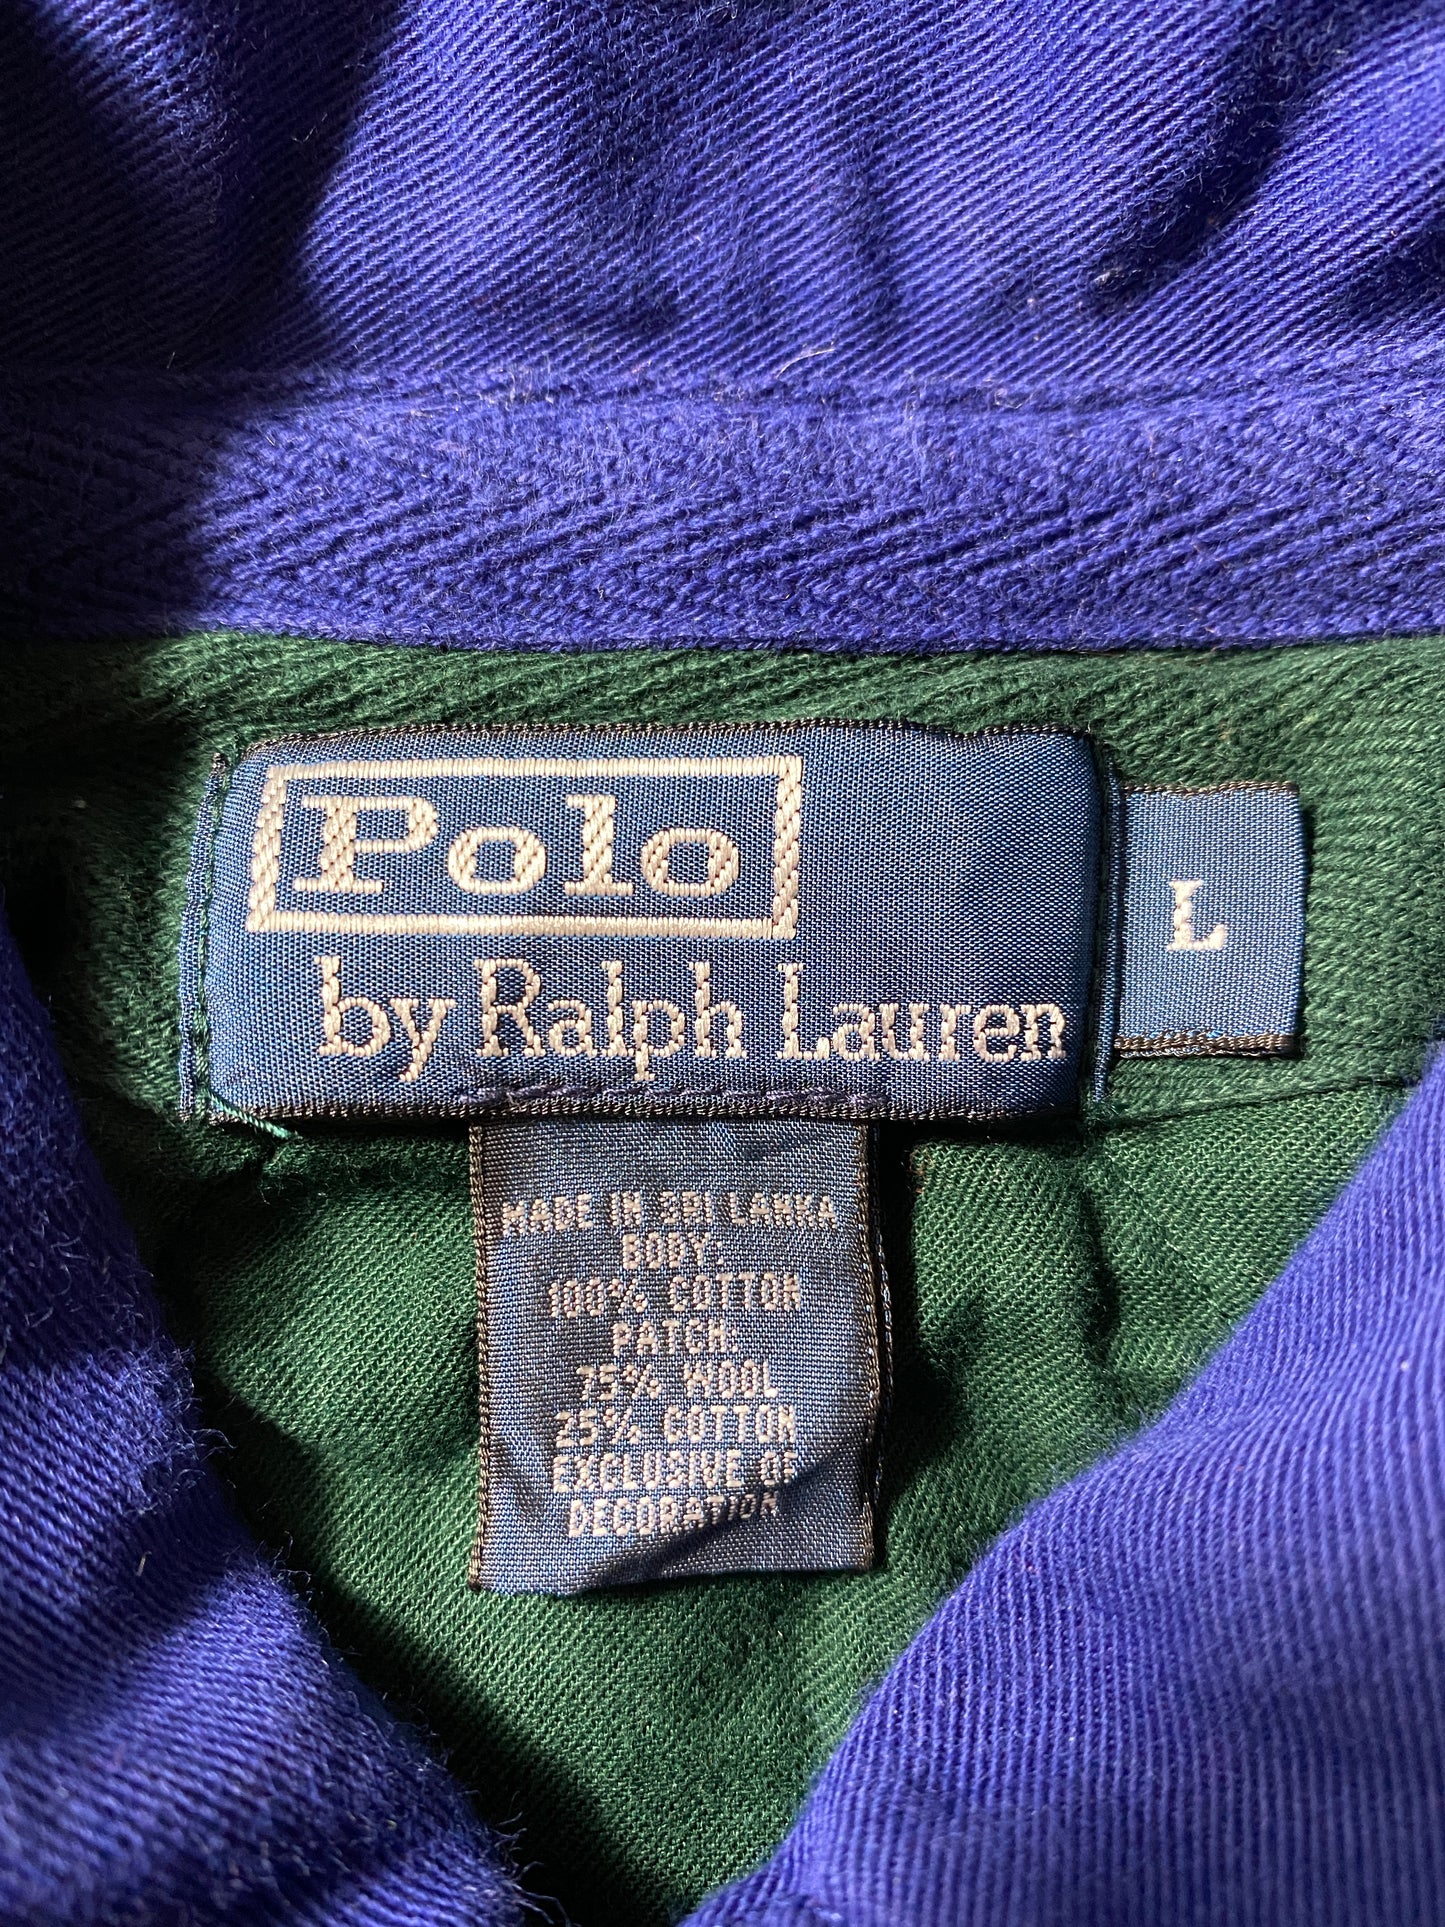 Polo
by Ralph Lauren
L
MADE IN SRI LANKA
BODY:
100% COTTON
PATCH:
75% WOOL
25% COTTON
EXCLUSIVE OF
DECORATION